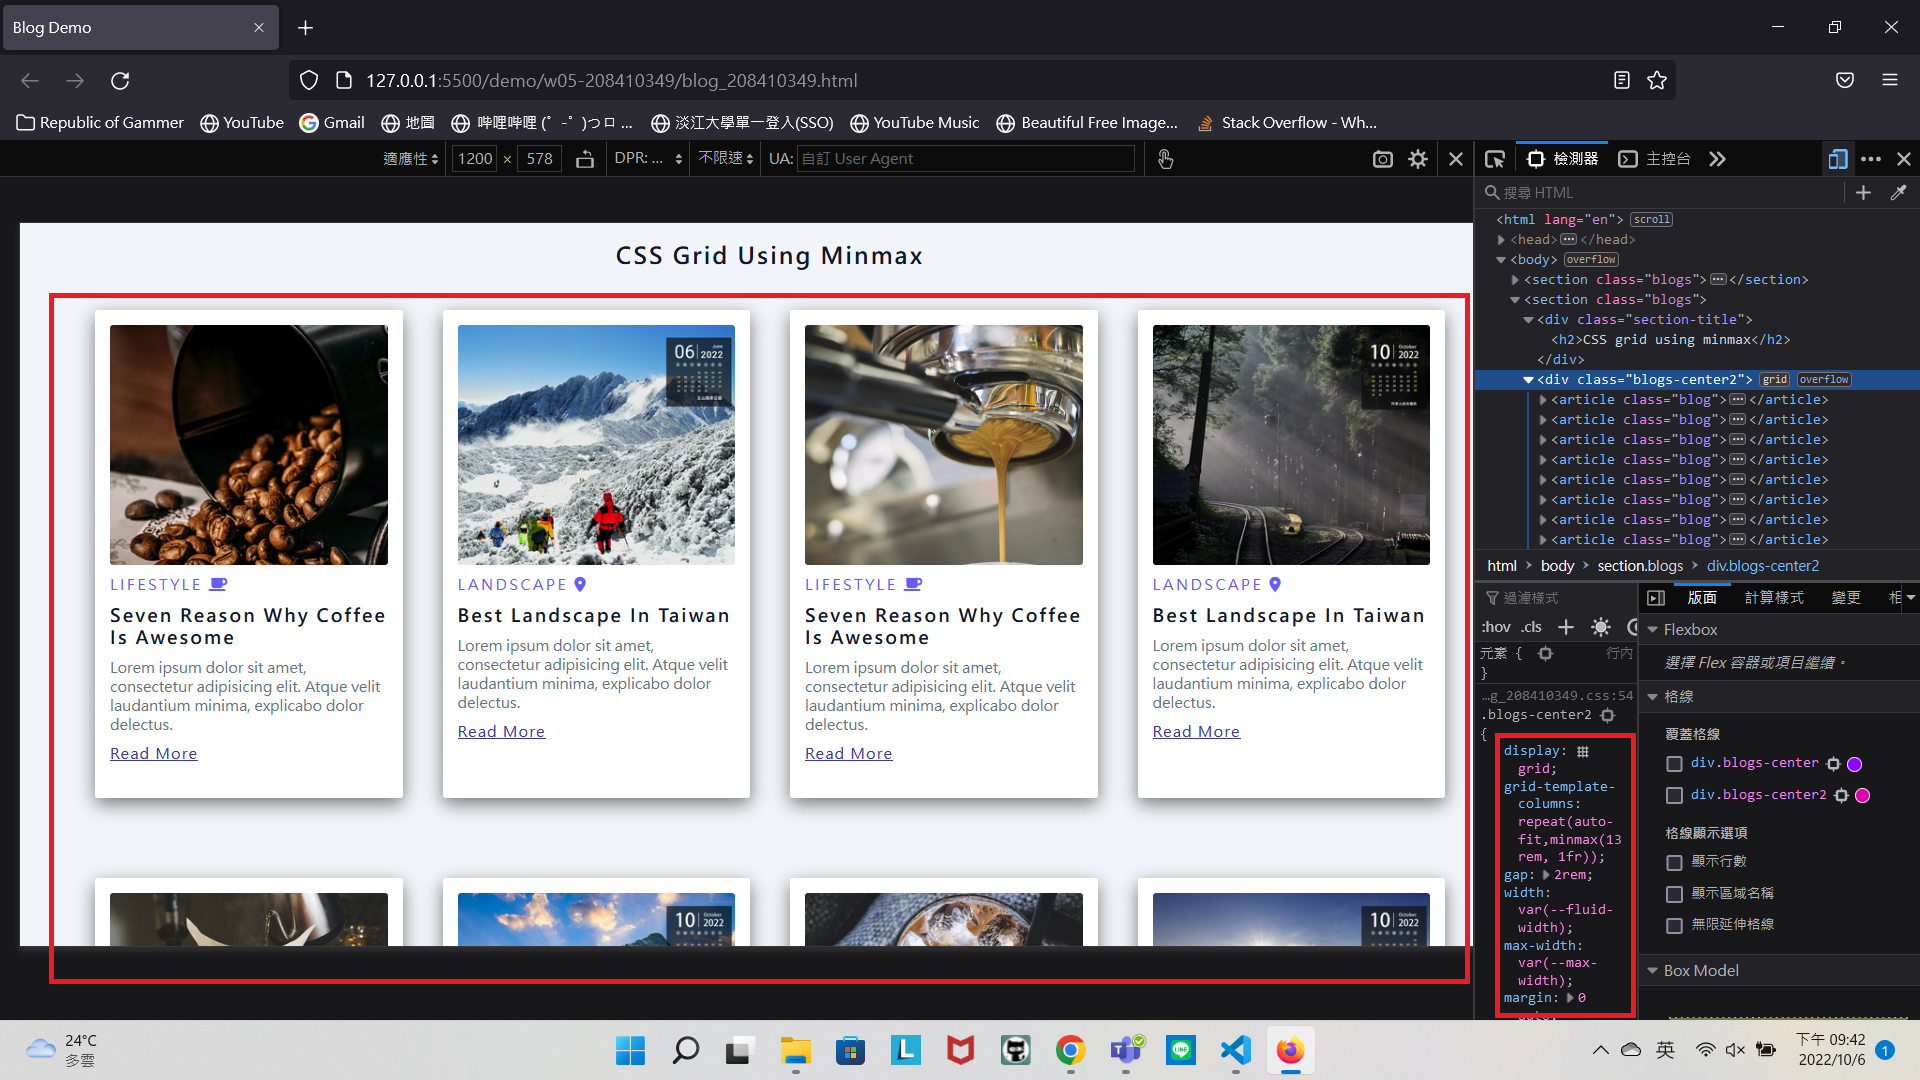 Blog Demo
127.0.0.1:5500/demo/w05-208410349/blog_208410349.html
Republic of Gammer YouTube Gmail 地圖 哔哩哔哩 (゜-゜)つロ ... 淡江大學單一登入(SSO) YouTube Music Beautiful Free Image... Stack Overflow - Wh...
適應性 1200 × 578 DPR: ... 不限速 UA: 自訂 User Agent
檢測器 主控台
搜尋 HTML
<html lang="en"> scroll
<head> ••• </head>
<body> overflow
<section class="blogs"> ••• </section>
<section class="blogs">
<div class="section-title">
<h2>CSS grid using minmax</h2>
</div>
<div class="blogs-center2"> grid overflow
<article class="blog"> ••• </article>
<article class="blog"> ••• </article>
<article class="blog"> ••• </article>
<article class="blog"> ••• </article>
<article class="blog"> ••• </article>
<article class="blog"> ••• </article>
<article class="blog"> ••• </article>
<article class="blog"> ••• </article>
html > body > section.blogs > div.blogs-center2
CSS Grid Using Minmax
06 June 2022
10 October 2022
LIFESTYLE
Seven Reason Why Coffee
Is Awesome
Lorem ipsum dolor sit amet,
consectetur adipisicing elit. Atque velit
laudantium minima, explicabo dolor
delectus.
Read More
LANDSCAPE
Best Landscape In Taiwan
Lorem ipsum dolor sit amet,
consectetur adipisicing elit. Atque velit
laudantium minima, explicabo dolor
delectus.
Read More
LIFESTYLE
Seven Reason Why Coffee
Is Awesome
Lorem ipsum dolor sit amet,
consectetur adipisicing elit. Atque velit
laudantium minima, explicabo dolor
delectus.
Read More
LANDSCAPE
Best Landscape In Taiwan
Lorem ipsum dolor sit amet,
consectetur adipisicing elit. Atque velit
laudantium minima, explicabo dolor
delectus.
Read More
10 October 2022
10 October 2022
過濾樣式
:hov .cls
元素 { 行內
}
…g_208410349.css:54
.blogs-center2
{
display:
grid;
grid-template-
columns:
repeat(auto-
fit,minmax(13
rem, 1fr));
gap: 2rem;
width:
var(--fluid-
width);
max-width:
var(--max-
width);
margin: 0
版面 計算樣式 變更 相
Flexbox
選擇 Flex 容器或項目繼續。
格線
覆蓋格線
div.blogs-center
div.blogs-center2
格線顯示選項
顯示行數
顯示區域名稱
無限延伸格線
Box Model
24°C
多雲
英
下午 09:42
2022/10/6
1